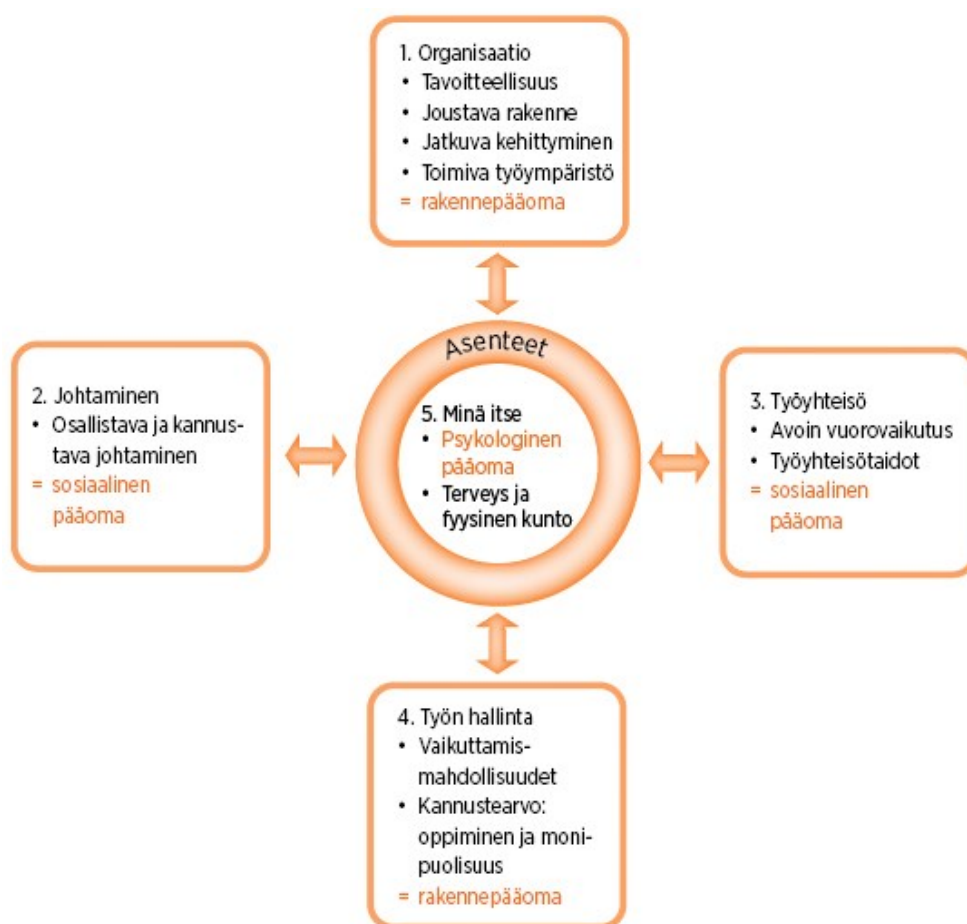 1. Organisaatio
• Tavoitteellisuus
• Joustava rakenne
• Jatkuva kehittyminen
• Toimiva työympäristö
= rakennepääoma
Asenteet
2. Johtaminen
• Osallistava ja kannus-
tava johtaminen
= sosiaalinen
pääoma
5. Minä itse
• Psykologinen
pääoma
• Terveys ja
fyysinen kunto
3. Työyhteisö
• Avoin vuorovaikutus
• Työyhteisötaidot
= sosiaalinen
pääoma
4. Työn hallinta
• Vaikuttamis-
mahdollisuudet
• Kannustearvo:
oppiminen ja moni-
puolisuus
= rakennepääoma